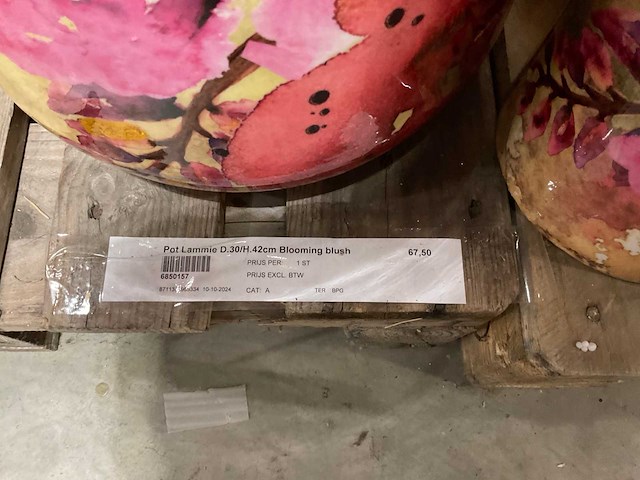 Pot Lammie D.30/H.42cm Blooming blush 67,50
PRIJS PER: 1 ST
6850157 PRIJS EXCL. BTW
10-10-2024 CAT: A TER BPG